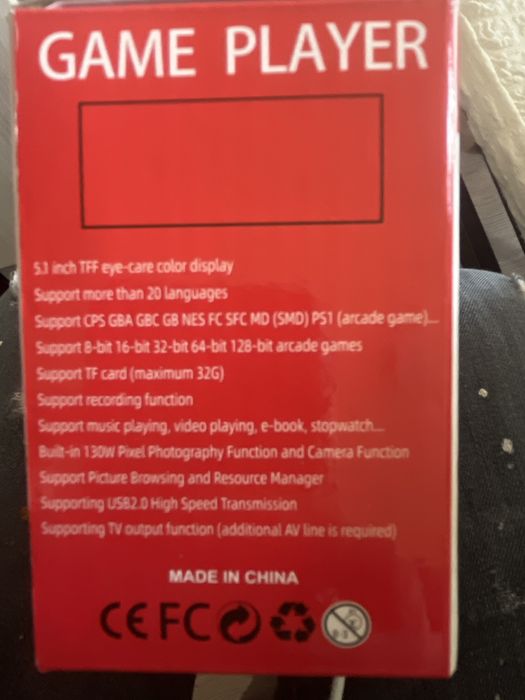 GAME PLAYER
5.1 inch TFF eye-care color display
Support more than 20 languages
Support CPS GBA GBC GB NES FC SFC MD (SMD) PS1 (arcade game)...
Support 8-bit 16-bit 32-bit 64-bit 128-bit arcade games
Support TF card (maximum 32G)
Support recording function
Support music playing, video playing, e-book, stopwatch...
Built-in 130W Pixel Photography Function and Camera Function
Support Picture Browsing and Resource Manager
Supporting USB2.0 High Speed Transmission
Supporting TV output function (additional AV line is required)
MADE IN CHINA
CE FC 0-3